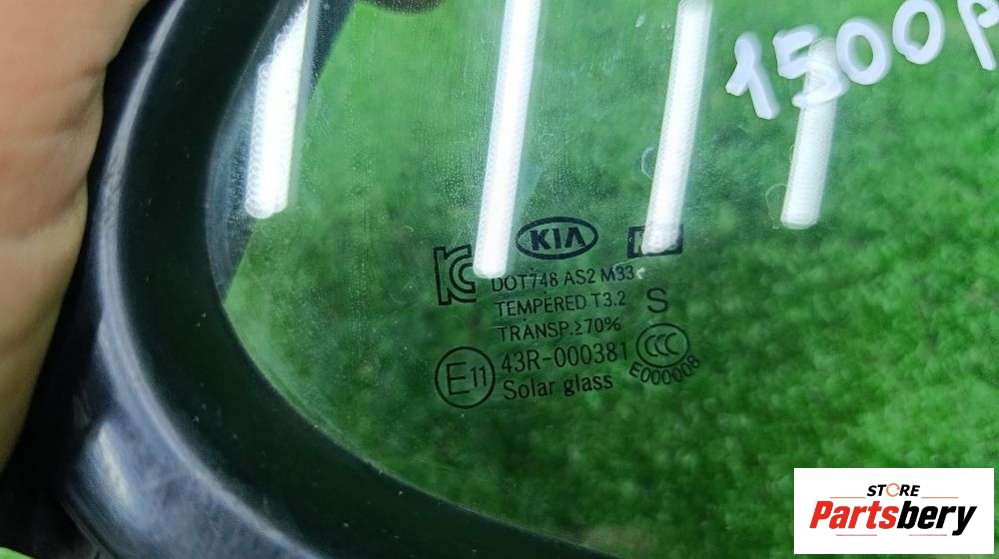 1500р
KIA
KC
DOT748 AS2 M33
TEMPERED T3.2
S
TRANSP.≥70%
E11
43R-000381
CCC
E000008
Solar glass
STORE
Partsbery